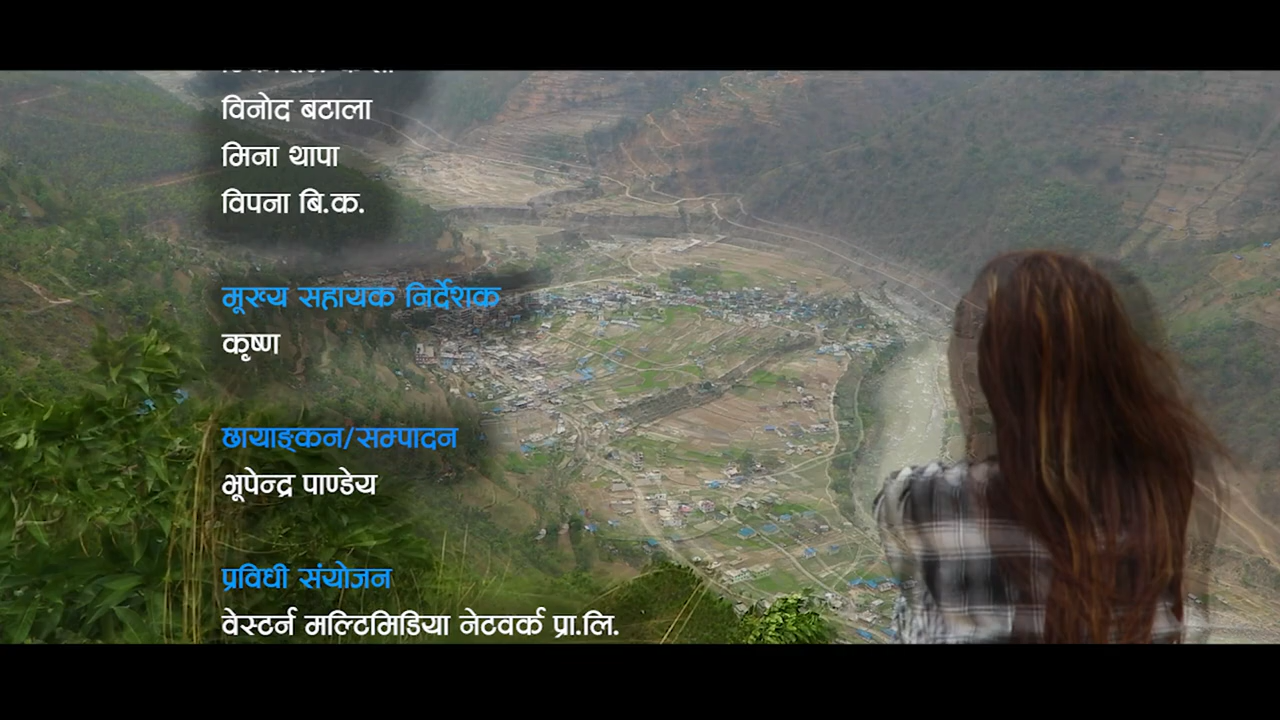 विनोद बटाला
मिना थापा
विपना बि.क.
मूख्य सहायक निर्देशक
कृष्ण
छायाङ्कन/सम्पादन
भूपेन्द्र पाण्डेय
प्रविधी संयोजन
वेस्टर्न मल्टिमिडिया नेटवर्क प्रा.लि.